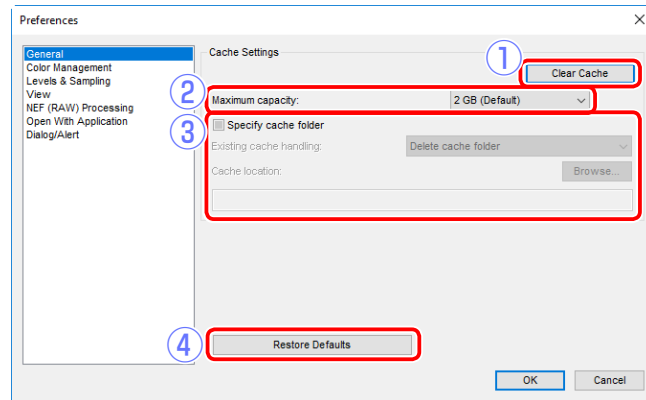 Preferences
General
Color Management
Levels & Sampling
View
NEF (RAW) Processing
Open With Application
Dialog/Alert
Cache Settings
① Clear Cache
② Maximum capacity: 2 GB (Default)
③ Specify cache folder
Existing cache handling: Delete cache folder
Cache location: Browse...
④ Restore Defaults
OK Cancel